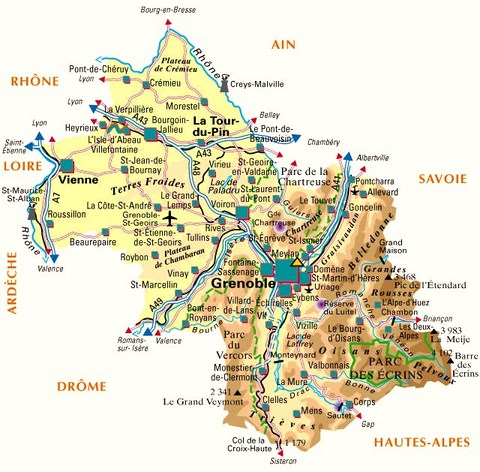 Bourg-en-Bresse
AIN
RHÔNE
Pont-de-Chéruy
Plateau
de Crémieu
Rhône
Crémieu
Creys-Malville
Lyon
Morestel
La Verpillière
Belley
Lyon
Heyrieux
Bourgoin-
Jallieu
La Tour-
du-Pin
Le Pont-de-
Beauvoisin
Chambéry
L'Isle-d'Abeau
Villefontaine
A43
A43
Saint-
Étienne
LOIRE
St-Jean-de-
Bournay
A48
Virieu
St-Geoire-
en-Valdaine
Parc de la
Chartreuse
Albertville
SAVOIE
Vienne
Terres Froides
Lac de
Paladru
St-Laurent
du-Pont
A41
Pontcharra
Allevard
St-Maurice-
St-Alban
A7
La Côte-St-André
Le Grand-
Lemps
Voiron
Gde
Chartreuse
Le Touvet
Goncelin
Roussillon
Grenoble
St-Geoirs
Rives
Chartreuse
Grésivaudan
Belledonne
Rhône
Beaurepaire
St-Étienne
de-St-Geoirs
Tullins
St-Égrève
St-Ismier
Grand
Maison
Valence
Plateau
de Chambaran
Roybon
Meylan
Fontaine
Sassenage
Domène
St-Martin-d'Hères
Grandes
Rousses
3 468
Pic de l'Étendard
ARDÈCHE
Vinay
Grenoble
Uriage
St-Marcellin
Eybens
Échirolles
Romanche
A49
Villard-
de-Lans
Réserve
du Luitel
L'Alpe-d'Huez
Chambon
Briançon
Pont-en-
Royans
Vif
Vizille
Le Bourg-
d'Oisans
Les Deux-
Alpes
3 983
La Meije
Romans-
sur-Isère
Valence
Bourne
Parc
du
Vercors
Lac de
Laffrey
Oisans
Vénéon
4 102
Barre
des
Écrins
Monteynard
PARC
DES ÉCRINS
Pelvoux
Monestier-
de-Clermont
Valbonnais
Bonne
DRÔME
2 341
Le Grand Veymont
La Mure
Drac
Clelles
Corps
Sautet
Mens
Gap
Trièves
Col de la
Croix-Haute
1 179
HAUTES-ALPES
Sisteron